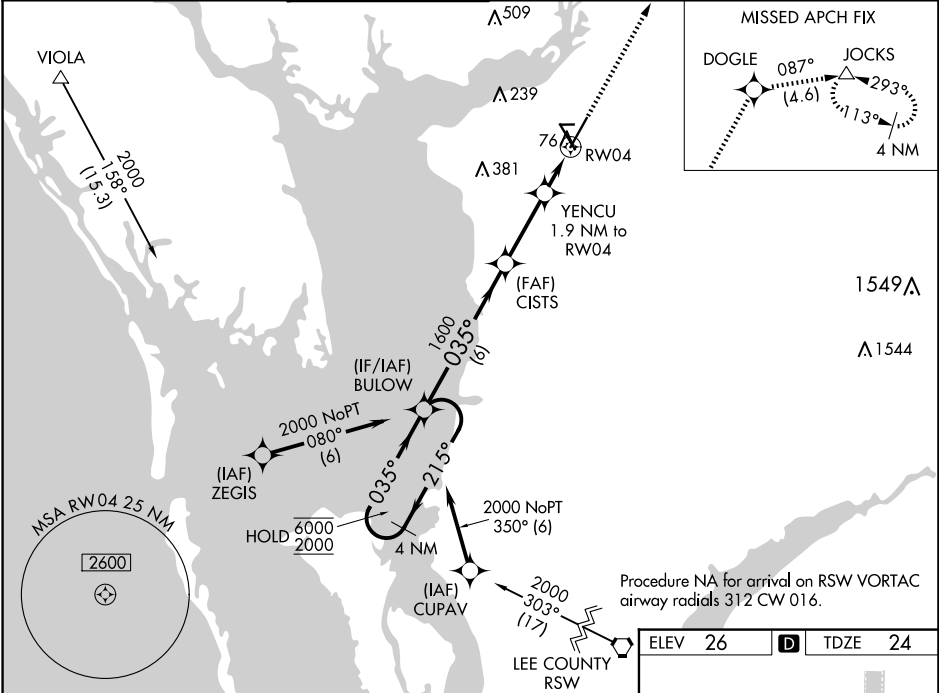 509
MISSED APCH FIX
VIOLA
DOGLE
JOCKS
087°
(4.6)
293°
113°
4 NM
239
76
RW04
381
2000
158°
(15.3)
YENCU
1.9 NM to
RW04
(FAF)
CISTS
1549
1544
1600
035°
(6)
(IF/IAF)
BULOW
2000 NoPT
080°
(6)
(IAF)
ZEGIS
035°
215°
HOLD 6000
2000
4 NM
2000 NoPT
350° (6)
MSA RW04 25 NM
2600
(IAF)
CUPAV
2000
303°
(17)
LEE COUNTY
RSW
Procedure NA for arrival on RSW VORTAC
airway radials 312 CW 016.
ELEV 26 D TDZE 24